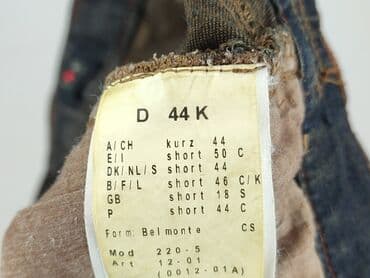 D 44 K
A/CH kurz 44
E/I short 50 C
DK/NL/S short 44
B/F/L short 46 C/K
GB short 18 S
P short 44 C
Form: Belmonte CS
Mod 220-5
Art 12-01
(0012-01A)